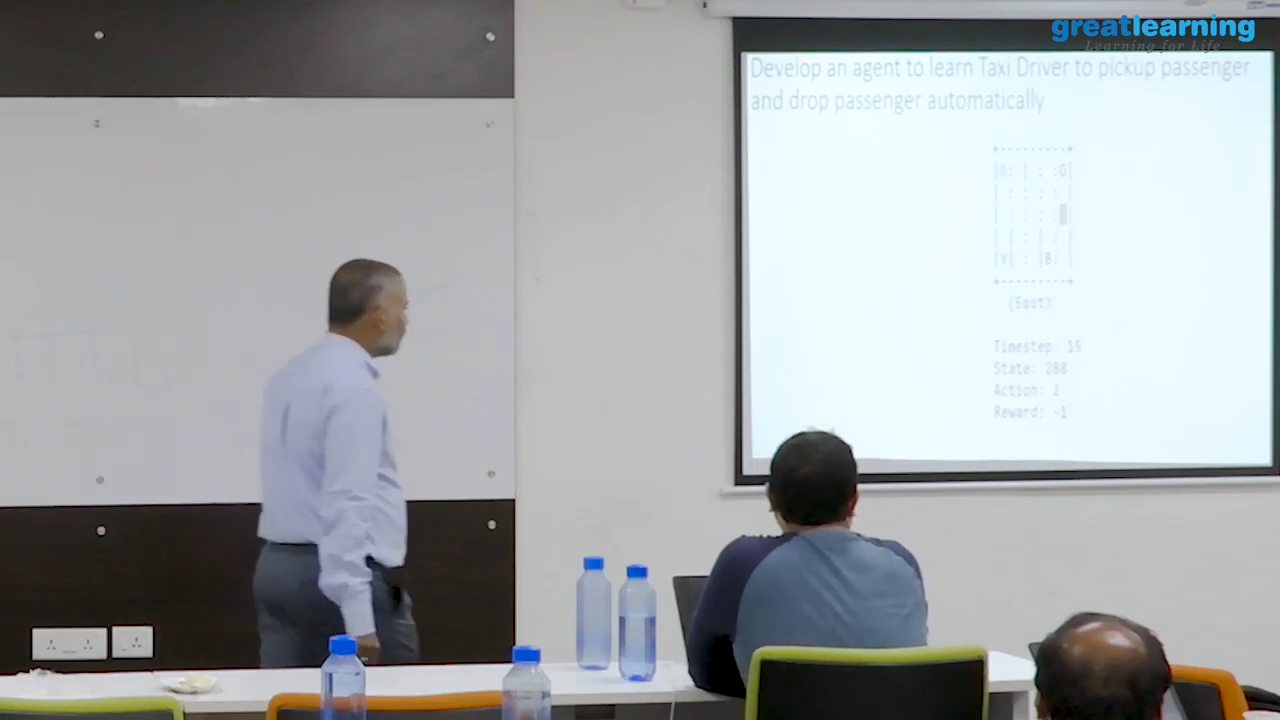 greatlearning
Learning for Life
Develop an agent to learn Taxi Driver to pickup passenger
and drop passenger automatically
+---------+
|R: | : :G|
| : : : : |
| : : : : |
| | : | : |
|Y| : |B: |
+---------+
(East)
Timestep: 15
State: 288
Action: 2
Reward: -1